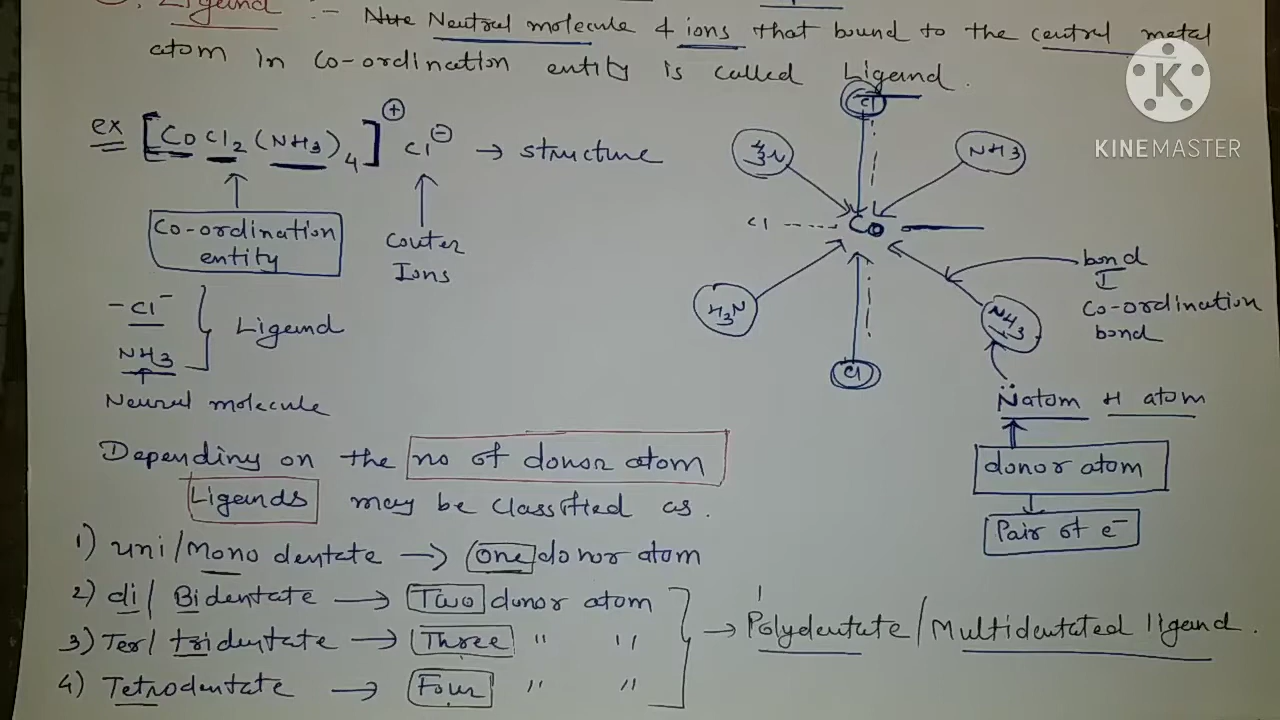 Ligand :- Neutral molecule & ions that bound to the central metal
atom in Co-ordination entity is called Ligand.
KINEMASTER
ex [CoCl2(NH3)4]⊕ Cl⊖ → structure
Co-ordination
entity
Couter
Ions
-Cl⁻
NH3
Ligand
Neural molecule
Cl
H3N
NH3
Cl ----- Co
H3N
NH3
Cl
bond
Co-ordination
bond
N̈ atom H atom
donor atom
Pair of e⁻
Depending on the no of donor atom
Ligands may be classified as.
1) uni/Mono dentate → One donor atom
2) di/ Bidentate → Two donor atom
3) Ter/ tridentate → Three " "
4) Tetrodentate → Four " "
→ Polydentate/Multidentated ligand.